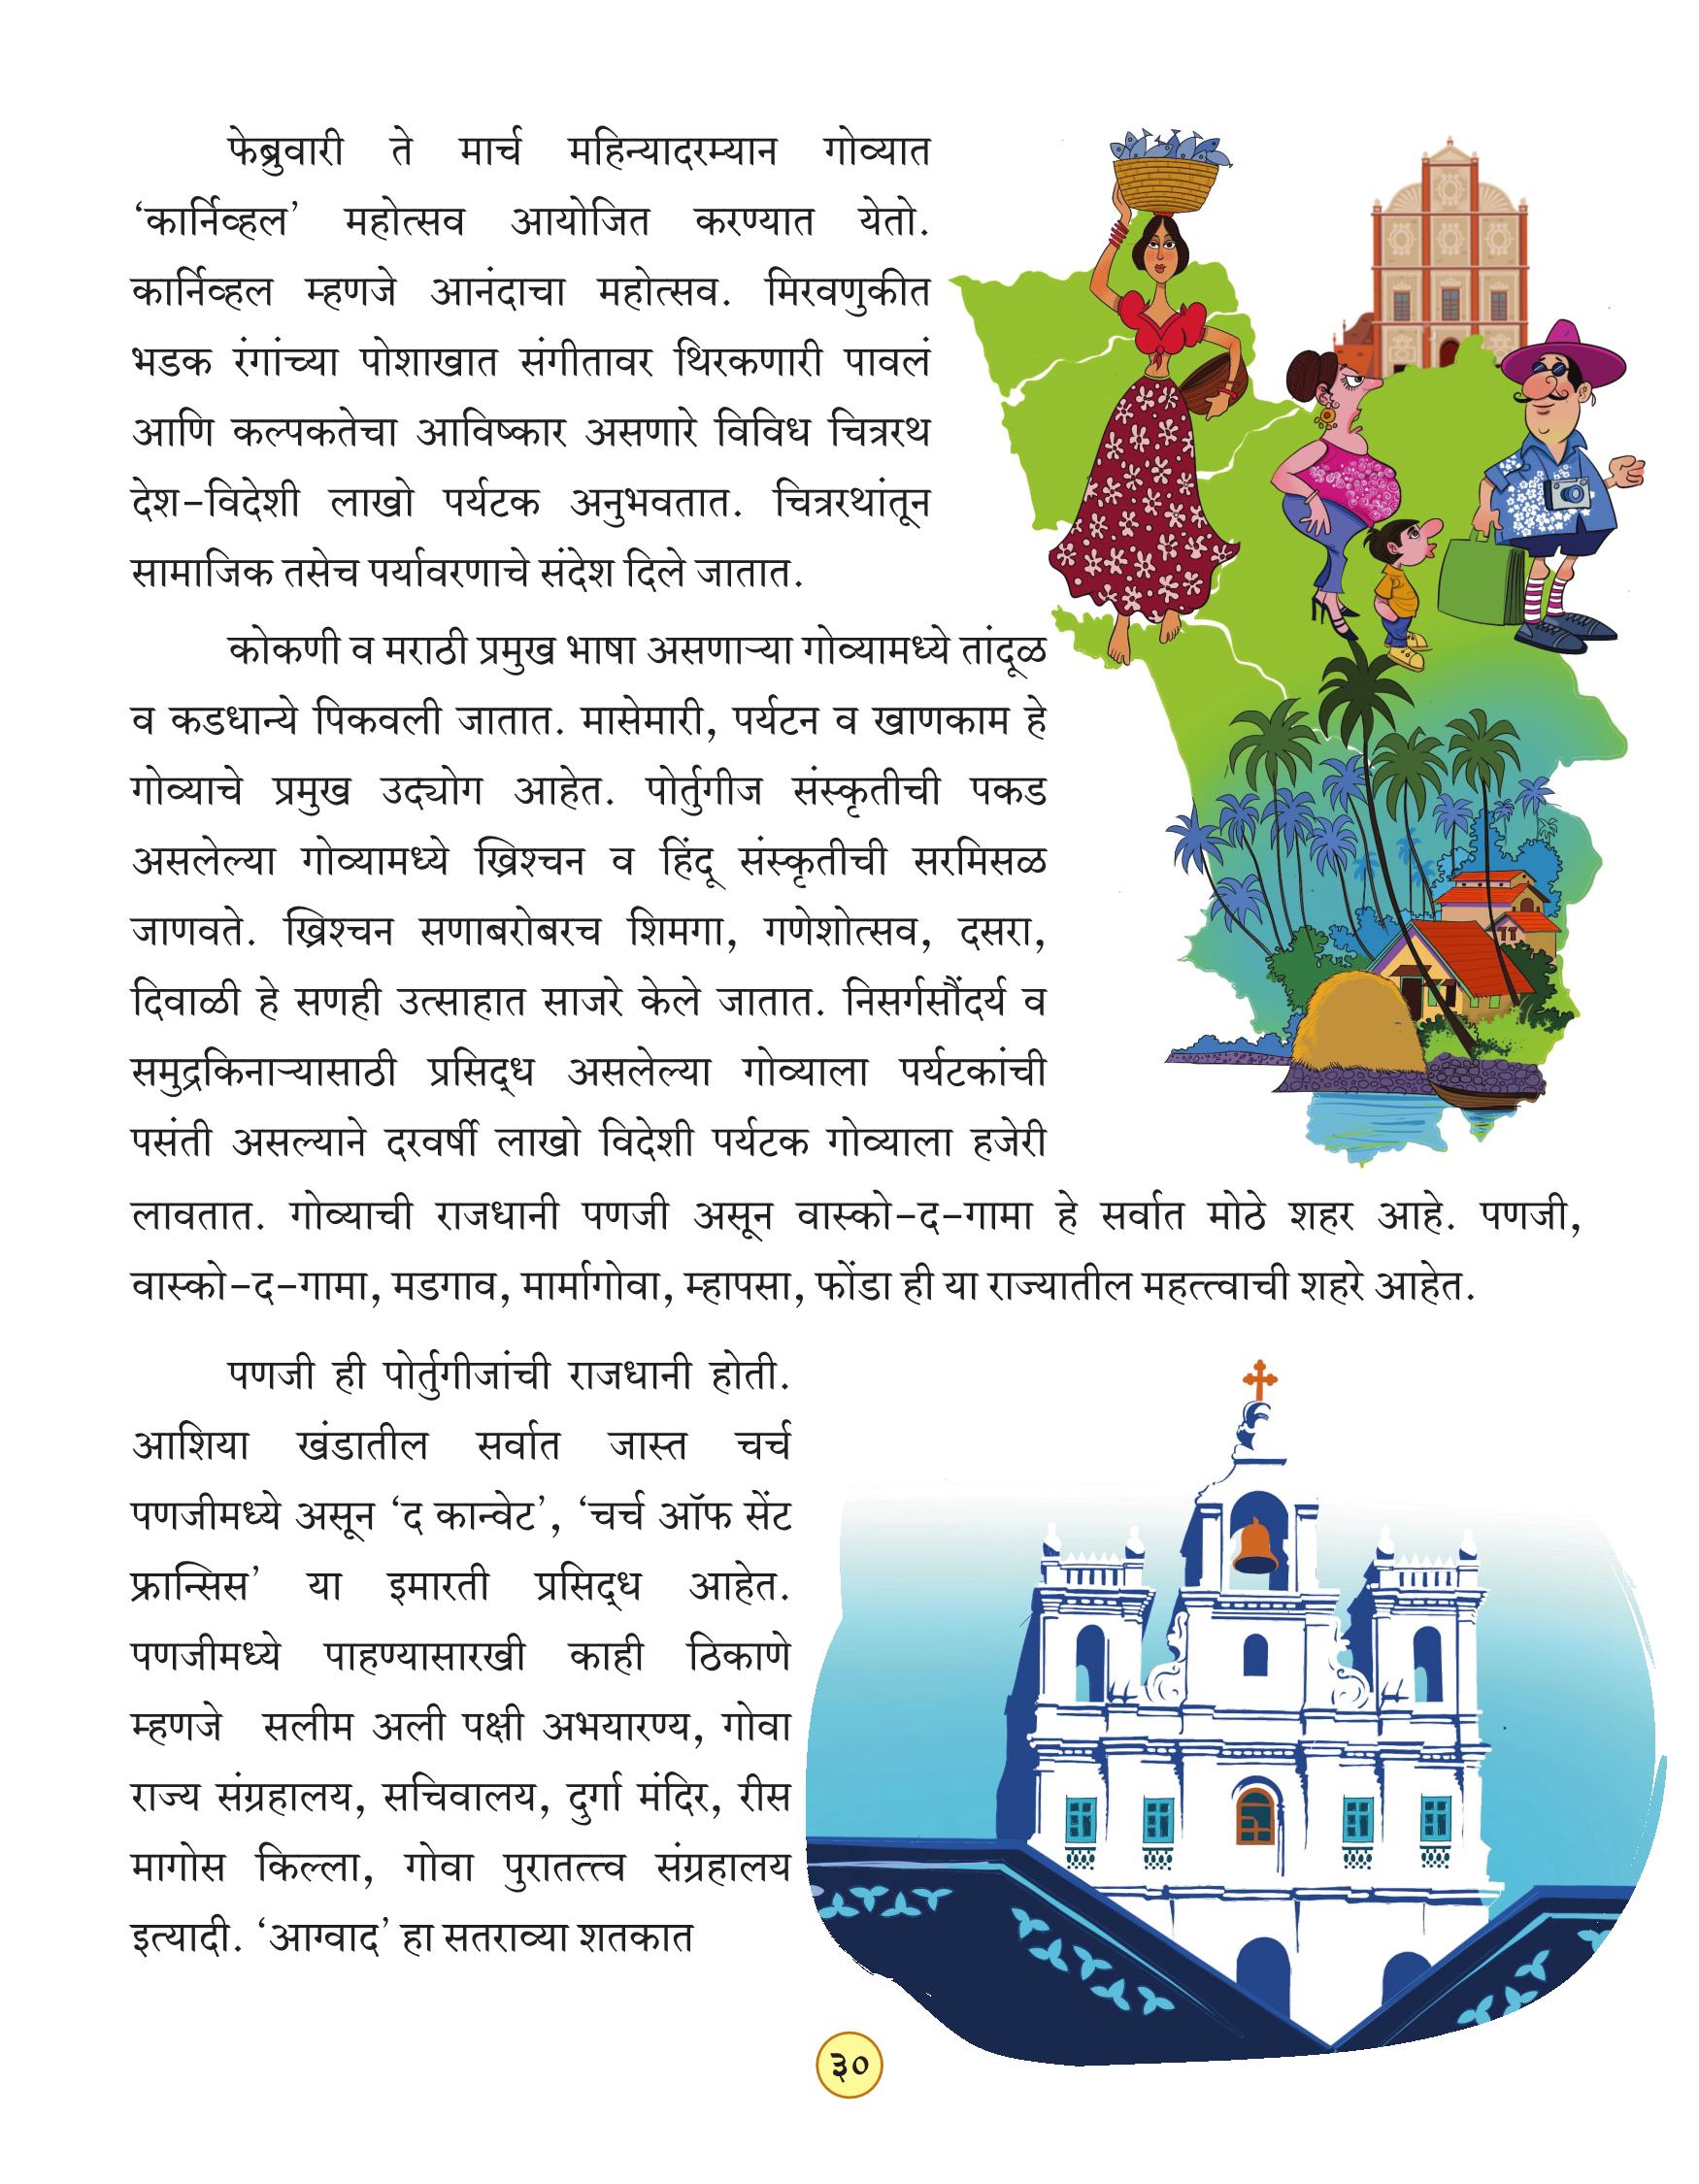 फेब्रुवारी ते मार्च महिन्यादरम्यान गोव्यात
‘कार्निव्हल’ महोत्सव आयोजित करण्यात येतो.
कार्निव्हल म्हणजे आनंदाचा महोत्सव. मिरवणुकीत
भडक रंगांच्या पोशाखात संगीतावर थिरकणारी पावलं
आणि कल्पकतेचा आविष्कार असणारे विविध चित्ररथ
देश-विदेशी लाखो पर्यटक अनुभवतात. चित्ररथांतून
सामाजिक तसेच पर्यावरणाचे संदेश दिले जातात.
कोकणी व मराठी प्रमुख भाषा असणाऱ्या गोव्यामध्ये तांदूळ
व कडधान्ये पिकवली जातात. मासेमारी, पर्यटन व खाणकाम हे
गोव्याचे प्रमुख उद्योग आहेत. पोर्तुगीज संस्कृतीची पकड
असलेल्या गोव्यामध्ये ख्रिश्चन व हिंदू संस्कृतीची सरमिसळ
जाणवते. ख्रिश्चन सणाबरोबरच शिमगा, गणेशोत्सव, दसरा,
दिवाळी हे सणही उत्साहात साजरे केले जातात. निसर्गसौंदर्य व
समुद्रकिनाऱ्यासाठी प्रसिद्ध असलेल्या गोव्याला पर्यटकांची
पसंती असल्याने दरवर्षी लाखो विदेशी पर्यटक गोव्याला हजेरी
लावतात. गोव्याची राजधानी पणजी असून वास्को-द-गामा हे सर्वात मोठे शहर आहे. पणजी,
वास्को-द-गामा, मडगाव, मार्मागोवा, म्हापसा, फोंडा ही या राज्यातील महत्त्वाची शहरे आहेत.
पणजी ही पोर्तुगीजांची राजधानी होती.
आशिया खंडातील सर्वात जास्त चर्च
पणजीमध्ये असून ‘द कान्वेट’, ‘चर्च ऑफ सेंट
फ्रान्सिस’ या इमारती प्रसिद्ध आहेत.
पणजीमध्ये पाहण्यासारखी काही ठिकाणे
म्हणजे सलीम अली पक्षी अभयारण्य, गोवा
राज्य संग्रहालय, सचिवालय, दुर्गा मंदिर, रीस
मागोस किल्ला, गोवा पुरातत्त्व संग्रहालय
इत्यादी. ‘आग्वाद’ हा सतराव्या शतकात
३०